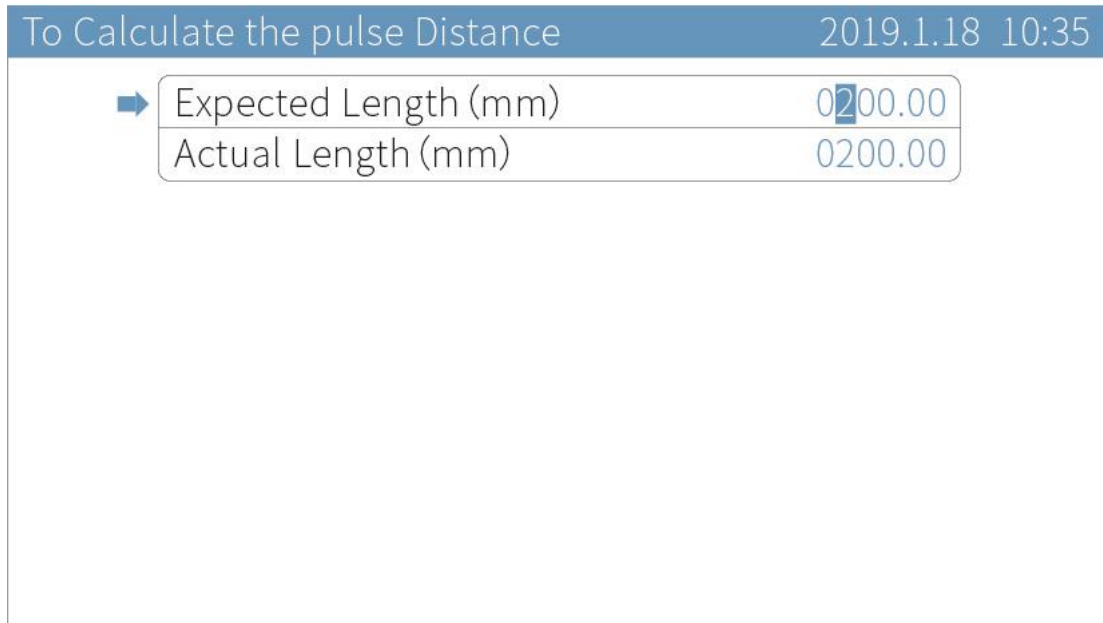 To Calculate the pulse Distance 2019.1.18 10:35
Expected Length (mm) 0200.00
Actual Length (mm) 0200.00